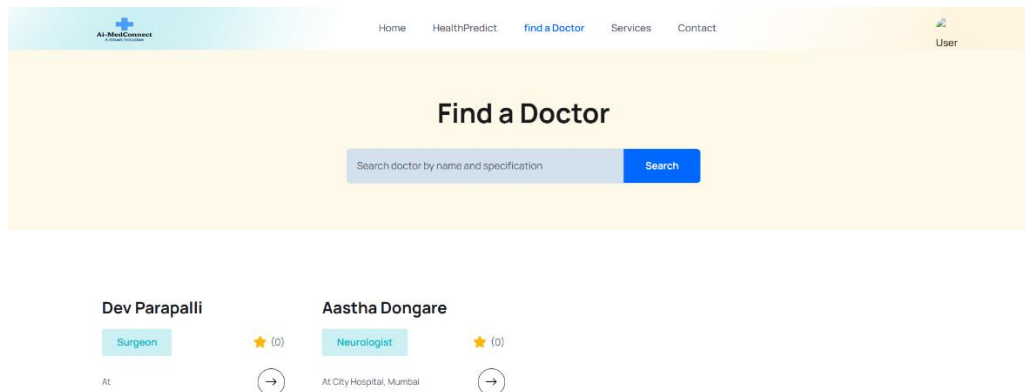 Ai-MedConnect
Home HealthPredict find a Doctor Services Contact
User
Find a Doctor
Search doctor by name and specification Search
Dev Parapalli Aastha Dongare
Surgeon (0) Neurologist (0)
At At City Hospital, Mumbai